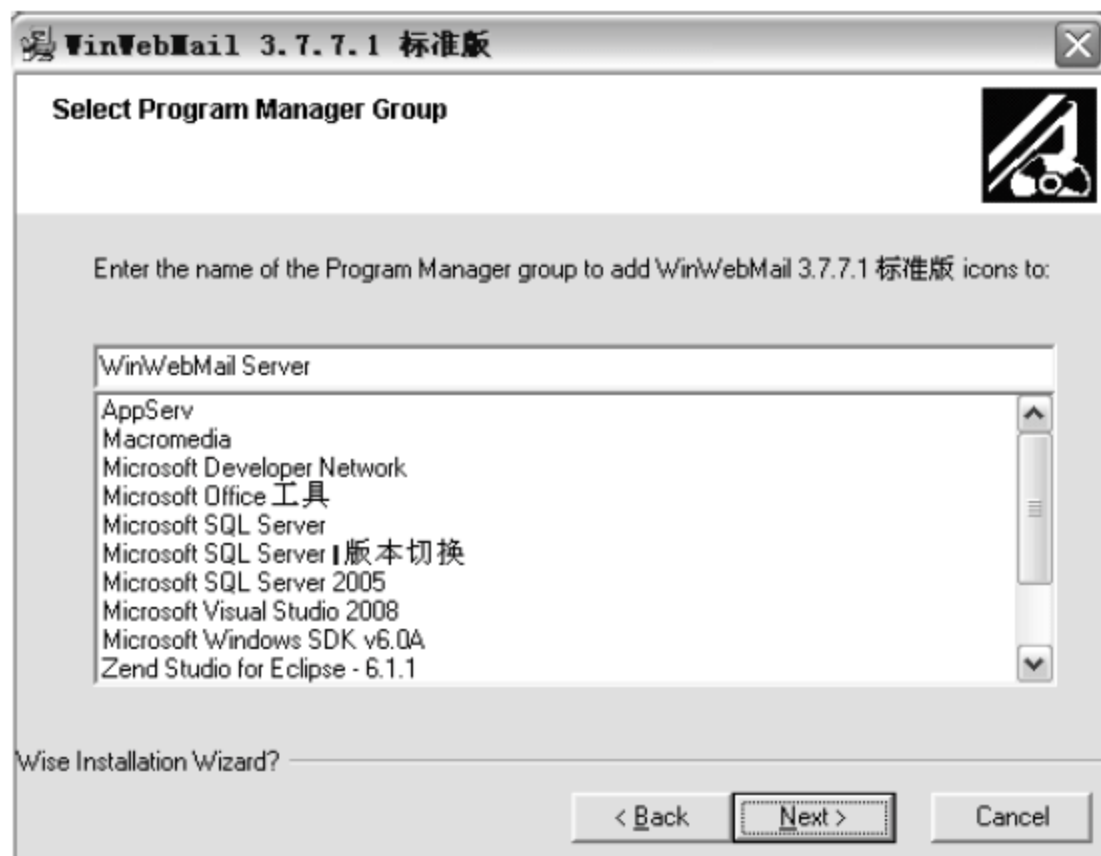 WinWebMail 3.7.7.1 标准版
Select Program Manager Group
Enter the name of the Program Manager group to add WinWebMail 3.7.7.1 标准版 icons to:
WinWebMail Server
AppServ
Macromedia
Microsoft Developer Network
Microsoft Office 工具
Microsoft SQL Server
Microsoft SQL Server 版本切换
Microsoft SQL Server 2005
Microsoft Visual Studio 2008
Microsoft Windows SDK v6.0A
Zend Studio for Eclipse - 6.1.1
Wise Installation Wizard?
< Back Next > Cancel